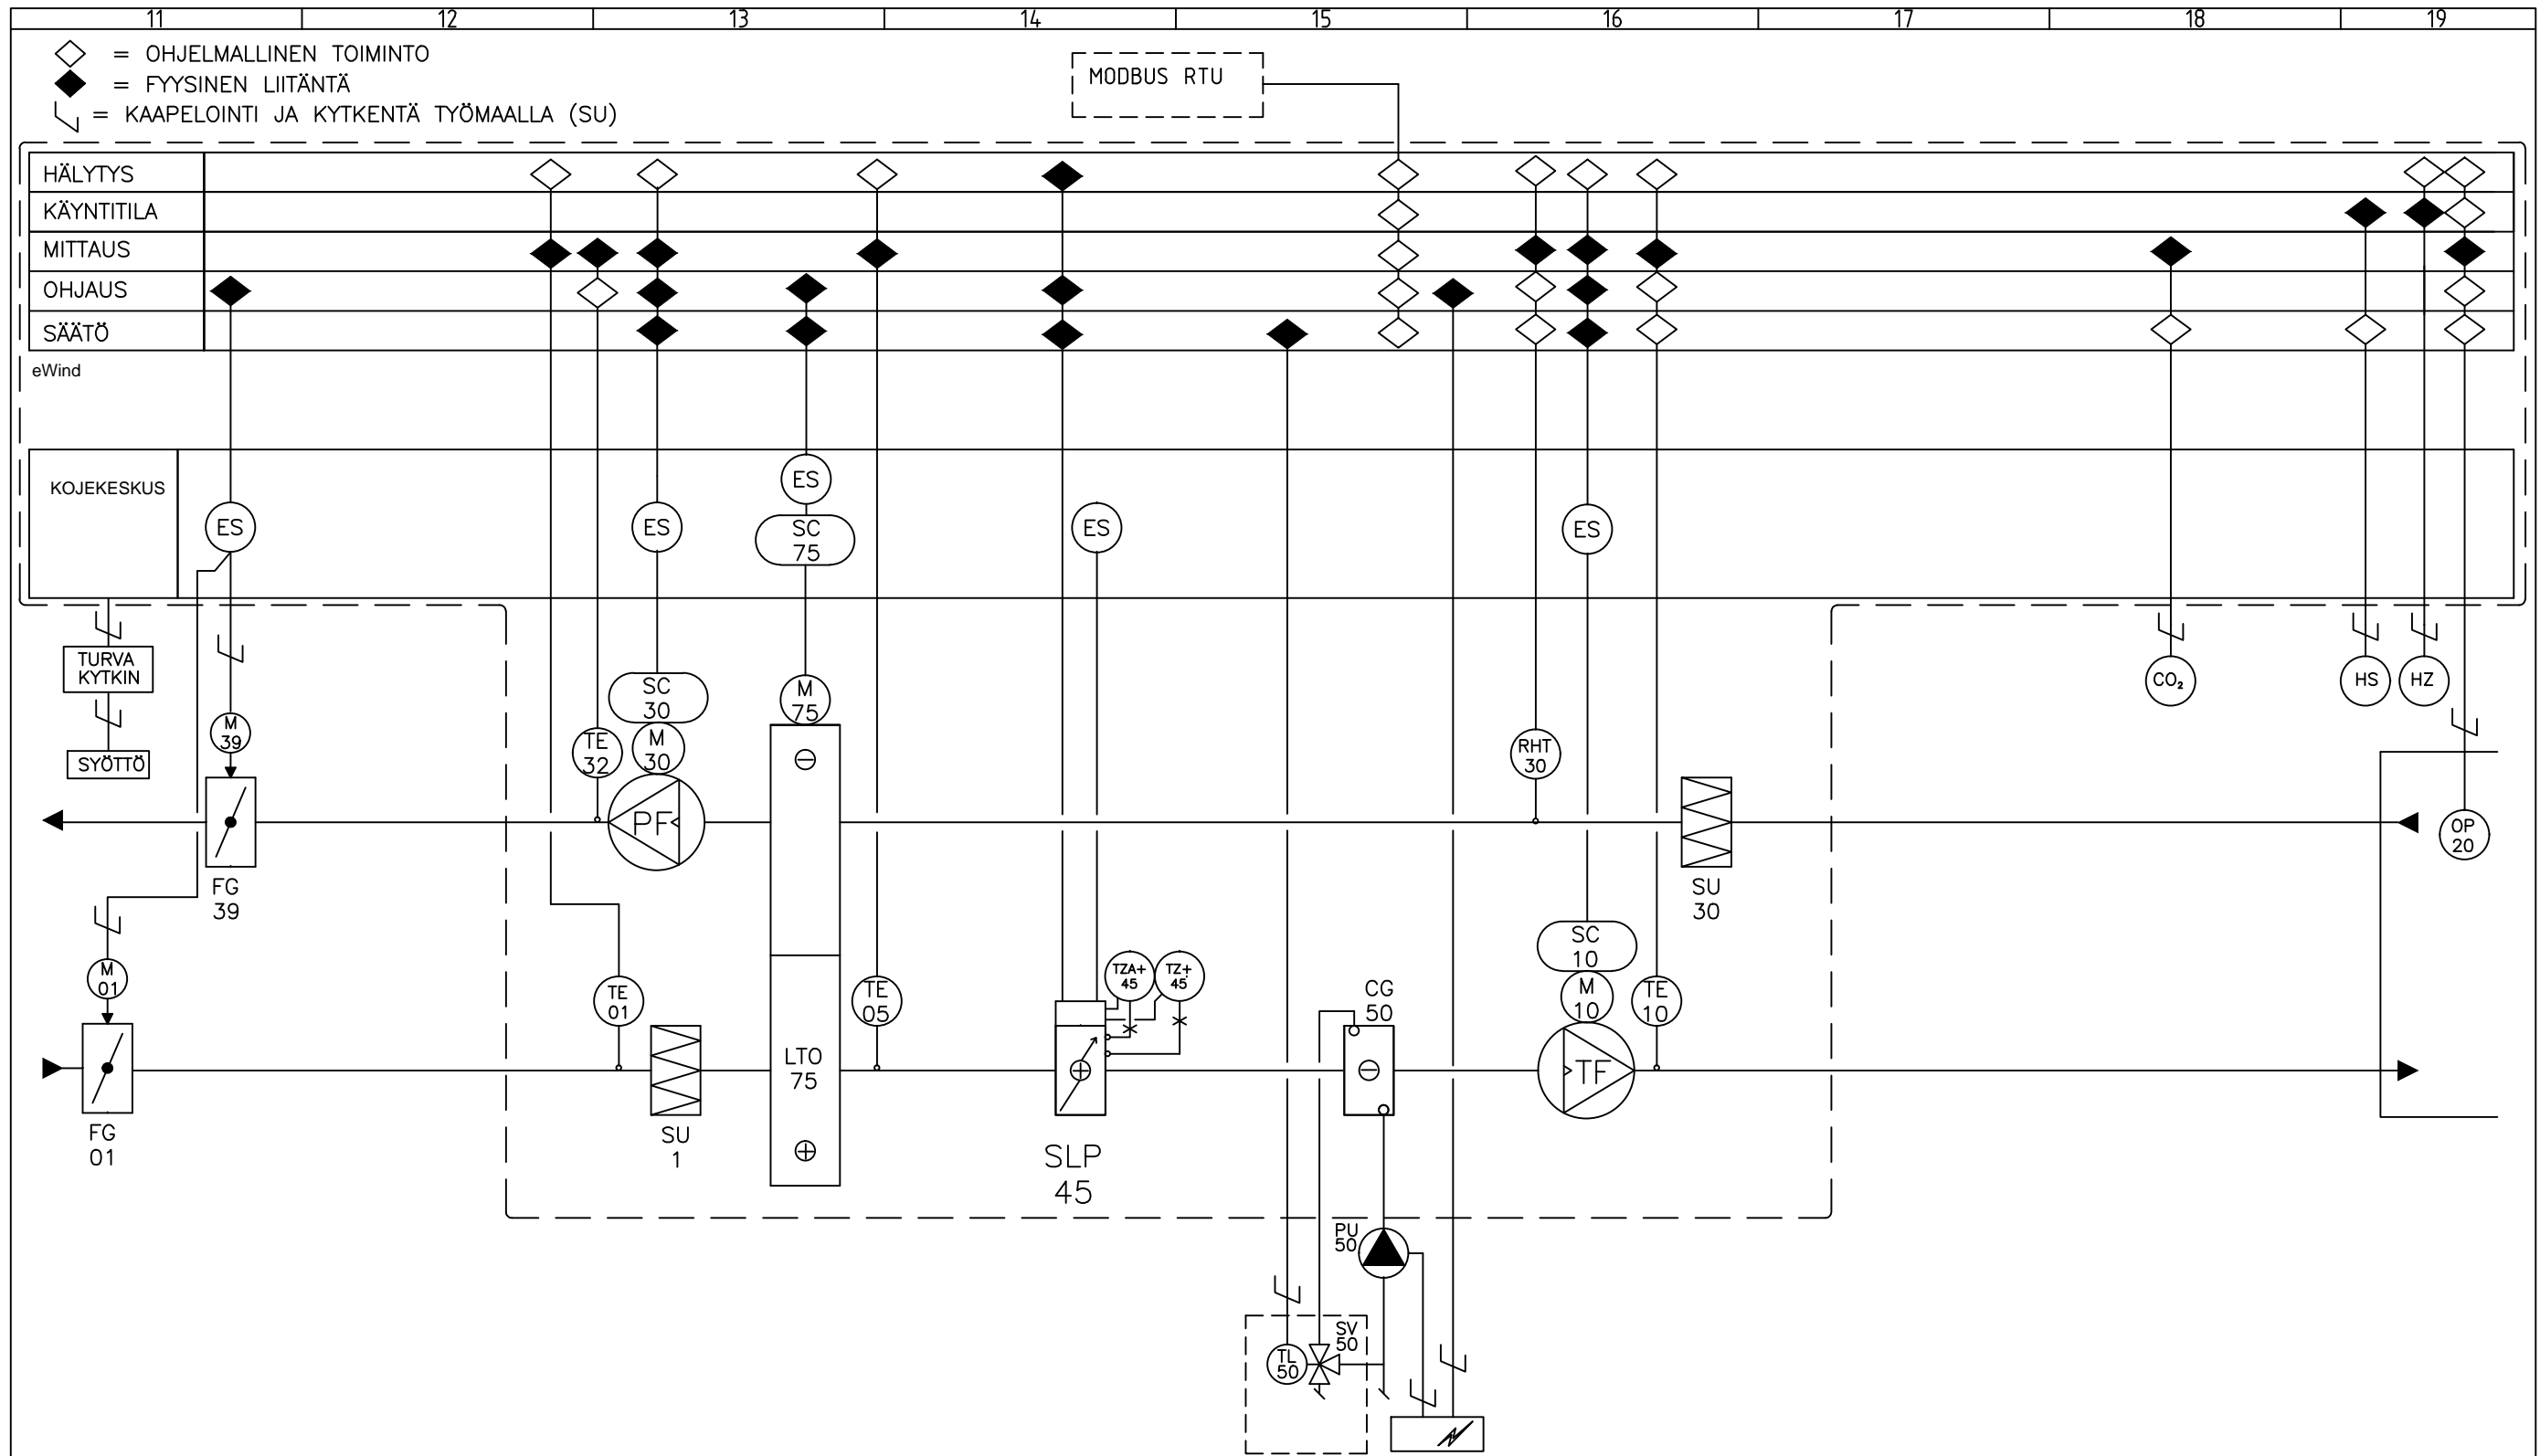 11 12 13 14 15 16 17 18 19
= OHJELMALLINEN TOIMINTO
= FYYSINEN LIITÄNTÄ
= KAAPELOINTI JA KYTKENTÄ TYÖMAALLA (SU)
MODBUS RTU
HÄLYTYS
KÄYNTITILA
MITTAUS
OHJAUS
SÄÄTÖ
eWind
KOJEKESKUS
ES
ES
ES
SC
75
ES
ES
TURVA
KYTKIN
SYÖTTÖ
M
39
TE
32
SC
30
M
30
M
75
RHT
30
CO₂
HS
HZ
PF
OP
20
FG
39
SU
30
M
01
TE
01
TE
05
TZA+
45
TZ+
45
CG
50
SC
10
M
10
TE
10
LTO
75
TF
FG
01
SU
1
SLP
45
PU
50
SV
50
TL
50